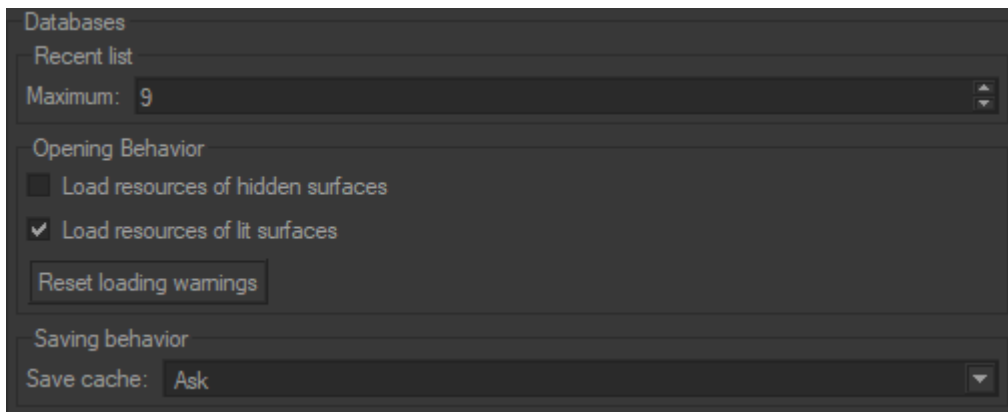 Databases
Recent list
Maximum: 9
Opening Behavior
Load resources of hidden surfaces
Load resources of lit surfaces
Reset loading warnings
Saving behavior
Save cache: Ask